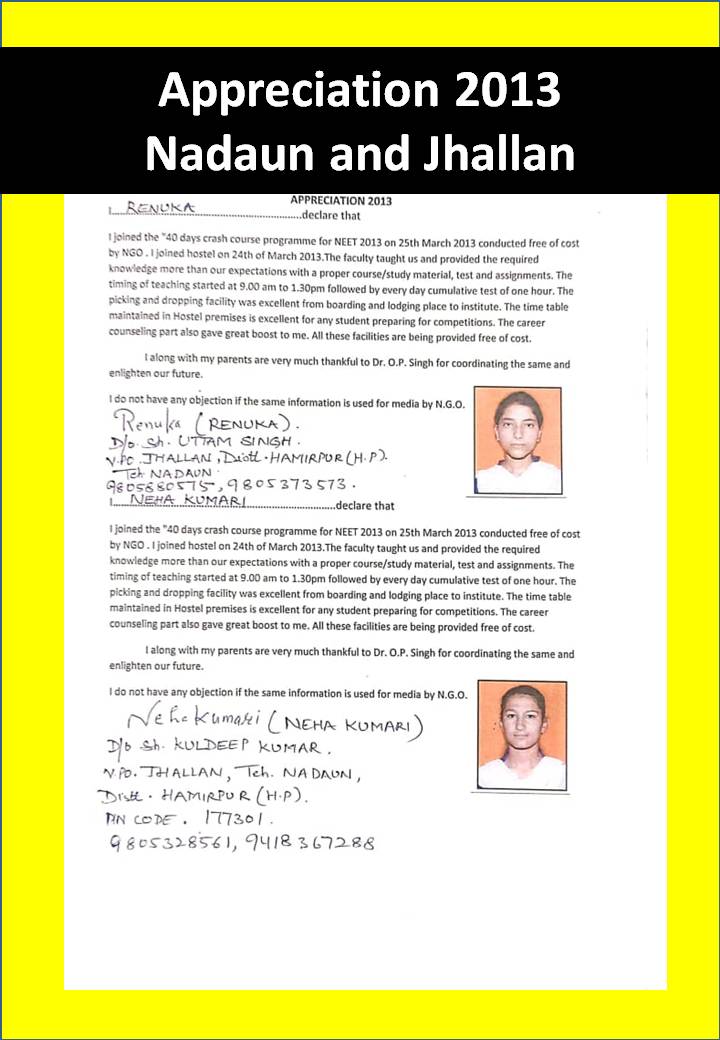 Appreciation 2013
Nadaun and Jhallan
APPRECIATION 2013
I.....RENUKA.....declare that
I joined the "40 days crash course programme for NEET 2013 on 25th March 2013 conducted free of cost
by NGO . I joined hostel on 24th of March 2013.The faculty taught us and provided the required
knowledge more than our expectations with a proper course/study material, test and assignments. The
timing of teaching started at 9.00 am to 1.30pm followed by every day cumulative test of one hour. The
picking and dropping facility was excellent from boarding and lodging place to institute. The time table
maintained in Hostel premises is excellent for any student preparing for competitions. The career
counseling part also gave great boost to me. All these facilities are being provided free of cost.
I along with my parents are very much thankful to Dr. O.P. Singh for coordinating the same and
enlighten our future.
I do not have any objection if the same information is used for media by N.G.O.
Renuka (RENUKA).
D/o Sh. UTTAM SINGH.
V.PO. JHALLAN, Distt. HAMIRPUR (H.P).
Teh NADAUN.
9805680575, 9805373573.
I.....NEHA KUMARI.....declare that
I joined the "40 days crash course programme for NEET 2013 on 25th March 2013 conducted free of cost
by NGO . I joined hostel on 24th of March 2013.The faculty taught us and provided the required
knowledge more than our expectations with a proper course/study material, test and assignments. The
timing of teaching started at 9.00 am to 1.30pm followed by every day cumulative test of one hour. The
picking and dropping facility was excellent from boarding and lodging place to institute. The time table
maintained in Hostel premises is excellent for any student preparing for competitions. The career
counseling part also gave great boost to me. All these facilities are being provided free of cost.
I along with my parents are very much thankful to Dr. O.P. Singh for coordinating the same and
enlighten our future.
I do not have any objection if the same information is used for media by N.G.O.
Neha Kumari (NEHA KUMARI)
D/o Sh. KULDEEP KUMAR.
V.PO. JHALLAN, Teh. NADAUN,
Distt. HAMIRPUR (H.P).
PIN CODE. 177301.
9805328561, 9418367288